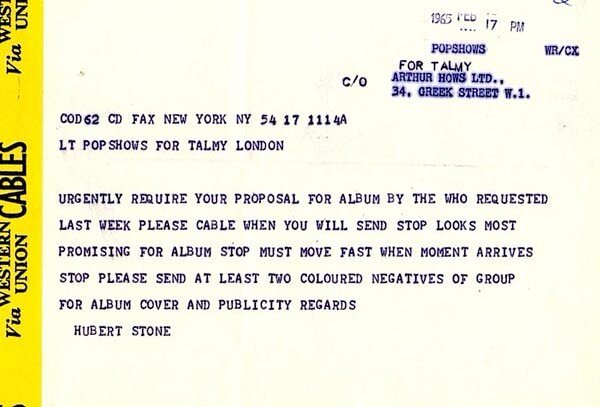 1965 FEB 17 PM
POPSHOWS WR/CX
FOR TALMY
C/O ARTHUR HOWS LTD.,
34, GREEK STREET W.1.
COD62 CD FAX NEW YORK NY 54 17 1114A
LT POPSHOWS FOR TALMY LONDON
URGENTLY REQUIRE YOUR PROPOSAL FOR ALBUM BY THE WHO REQUESTED
LAST WEEK PLEASE CABLE WHEN YOU WILL SEND STOP LOOKS MOST
PROMISING FOR ALBUM STOP MUST MOVE FAST WHEN MOMENT ARRIVES
STOP PLEASE SEND AT LEAST TWO COLOURED NEGATIVES OF GROUP
FOR ALBUM COVER AND PUBLICITY REGARDS
HUBERT STONE
Via WESTERN UNION CABLES
Via